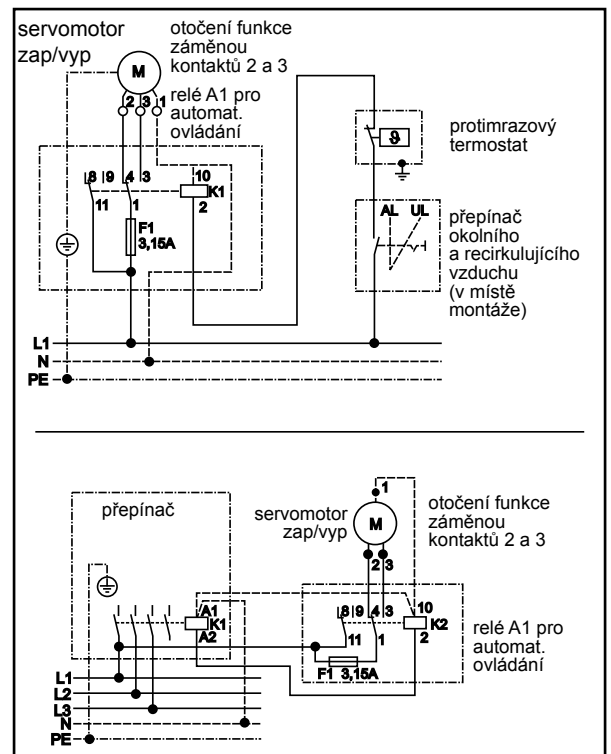 servomotor
zap/vyp
otočení funkce
záměnou
kontaktů 2 a 3
M
2 3 1
relé A1 pro
automat.
ovládání
8 9 4 3 10
K1
11 1 2
F1
3,15A
protimrazový
termostat
ϑ
AL UL
přepínač
okolního
a recirkulujícího
vzduchu
(v místě
montáže)
L1
N
PE
přepínač
servomotor
zap/vyp
1
M
2 3
otočení funkce
záměnou
kontaktů 2 a 3
A1
K1
A2
8 9 4 3 10
K2
11 1 2
F1 3,15A
relé A1 pro
automat.
ovládání
L1
L2
L3
N
PE